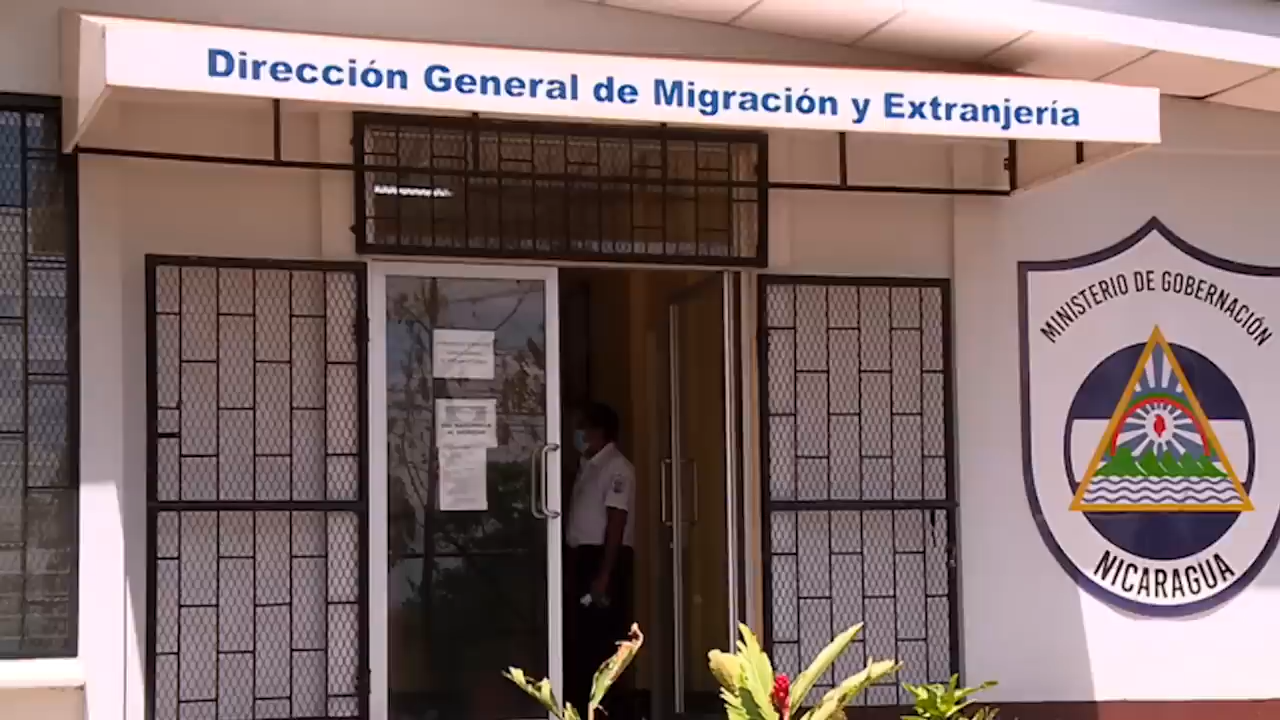 Dirección General de Migración y Extranjería
MINISTERIO DE GOBERNACIÓN
NICARAGUA